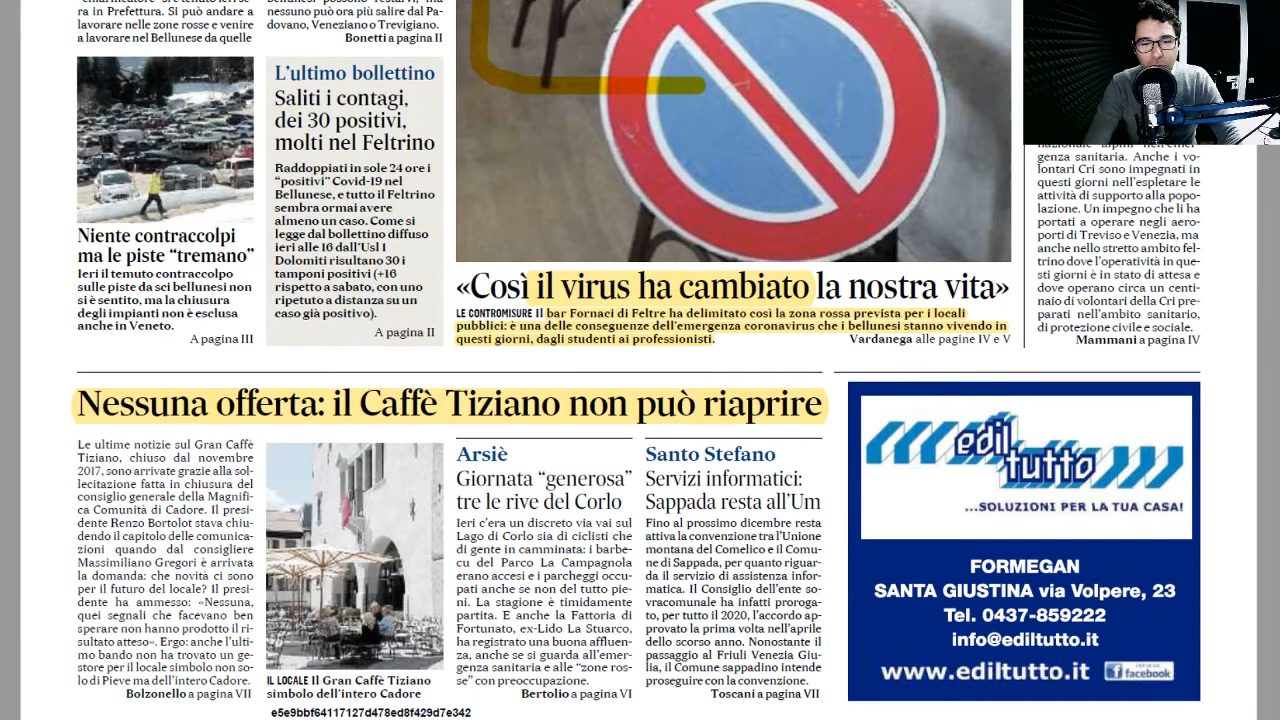 ra in Prefettura. Si può andare a
lavorare nelle zone rosse e venire
a lavorare nel Bellunese da quelle
nessuno può ora più salire dal Pa-
dovano, Veneziano o Trevigiano.
Bonetti a pagina II
Niente contraccolpi
ma le piste “tremano”
Ieri il temuto contraccolpo
sulle piste da sci bellunesi non
si è sentito, ma la chiusura
degli impianti non è esclusa
anche in Veneto.
A pagina III
L’ultimo bollettino
Saliti i contagi,
dei 30 positivi,
molti nel Feltrino
Raddoppiati in sole 24 ore i
“positivi” Covid-19 nel
Bellunese, e tutto il Feltrino
sembra ormai avere
almeno un caso. Come si
legge dal bollettino diffuso
ieri alle 16 dall’Usl 1
Dolomiti risultano 30 i
tamponi positivi (+16
rispetto a sabato, con uno
ripetuto a distanza su un
caso già positivo).
A pagina II
«Così il virus ha cambiato la nostra vita»
LE CONTROMISURE Il bar Fornaci di Feltre ha delimitato così la zona rossa prevista per i locali
pubblici: è una delle conseguenze dell’emergenza coronavirus che i bellunesi stanno vivendo in
questi giorni, dagli studenti ai professionisti.
Vardanega alle pagine IV e V
genza sanitaria. Anche i vo-
lontari Cri sono impegnati in
questi giorni nell’espletare le
attività di supporto alla popo-
lazione. Un impegno che li ha
portati a operare negli aero-
porti di Treviso e Venezia, ma
anche nello stretto ambito fel-
trino dove l’operatività in que-
sti giorni è in stato di attesa e
dove operano circa un centi-
naio di volontari della Cri pre-
parati nell’ambito sanitario,
di protezione civile e sociale.
Mammani a pagina IV
Nessuna offerta: il Caffè Tiziano non può riaprire
Le ultime notizie sul Gran Caffè
Tiziano, chiuso dal novembre
2017, sono arrivate grazie alla sol-
lecitazione fatta in chiusura del
consiglio generale della Magnifi-
ca Comunità di Cadore. Il presi-
dente Renzo Bortolot stava chiu-
dendo il capitolo delle comunica-
zioni quando dal consigliere
Massimiliano Gregori è arrivata
la domanda: che novità ci sono
per il futuro del locale? Il presi-
dente ha ammesso: «Nessuna,
quei segnali che facevano ben
sperare non hanno prodotto il ri-
sultato atteso». Ergo: anche l’ulti-
mo bando non ha trovato un ge-
store per il locale simbolo non so-
lo di Pieve ma dell’intero Cadore.
Bolzonello a pagina VII
IL LOCALE Il Gran Caffè Tiziano
simbolo dell’intero Cadore
Arsiè
Giornata “generosa”
tre le rive del Corlo
Ieri c’era un discreto via vai sul
Lago di Corlo sia di ciclisti che
di gente in camminata: i barbe-
cu del Parco La Campagnola
erano accesi e i parcheggi occu-
pati anche se non del tutto pie-
ni. La stagione è timidamente
partita. E anche la Fattoria di
Fortunato, ex-Lido La Stuarco,
ha registrato una buona affluen-
za, anche se si guarda all’emer-
genza sanitaria e alle “zone ros-
se” con preoccupazione.
Bertolio a pagina VI
Santo Stefano
Servizi informatici:
Sappada resta all’Um
Fino al prossimo dicembre resta
attiva la convenzione tra l’Unione
montana del Comelico e il Comu-
ne di Sappada, per quanto riguar-
da il servizio di assistenza infor-
matica. Il Consiglio dell’ente so-
vracomunale ha infatti proroga-
to, per tutto il 2020, l’accordo ap-
provato la prima volta nell’aprile
dello scorso anno. Nonostante il
passaggio al Friuli Venezia Giu-
lia, il Comune sappadino intende
proseguire con la convenzione.
Toscani a pagina VII
edil
tutto
...SOLUZIONI PER LA TUA CASA!
FORMEGAN
SANTA GIUSTINA via Volpere, 23
Tel. 0437-859222
info@ediltutto.it
www.ediltutto.it
facebook
e5e9bbf64117127d478ed8f429d7e342